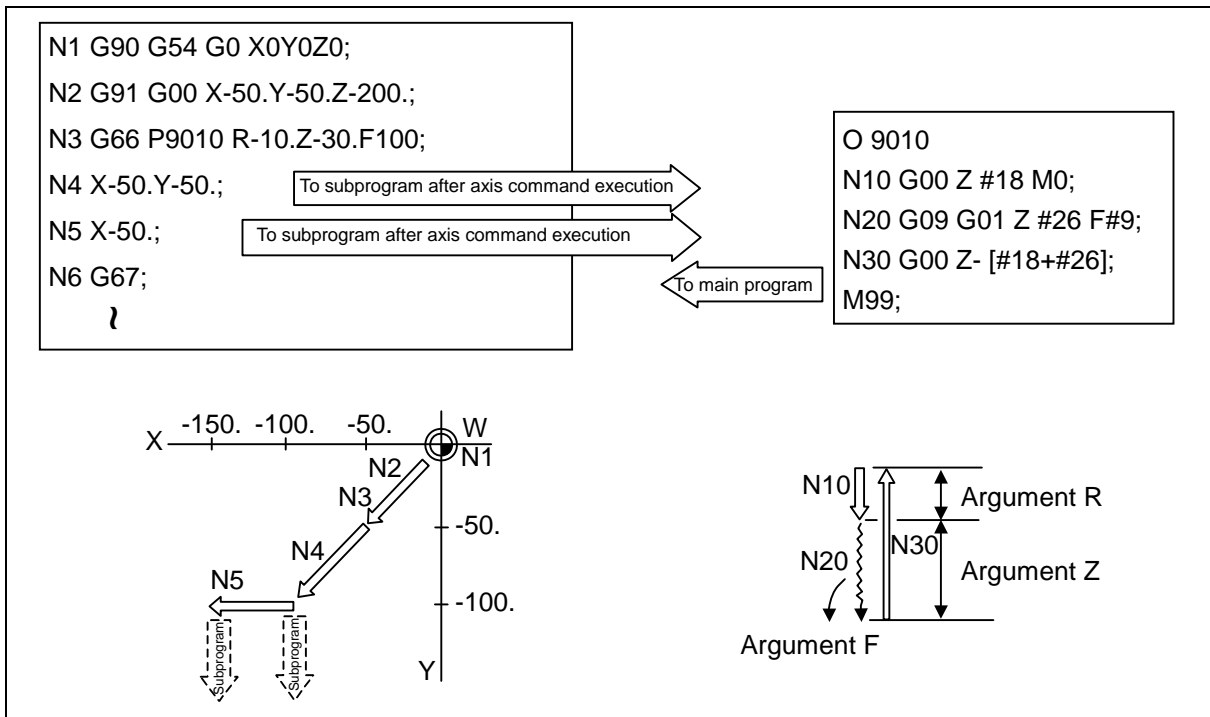 N1 G90 G54 G0 X0Y0Z0;
N2 G91 G00 X-50.Y-50.Z-200.;
N3 G66 P9010 R-10.Z-30.F100;
N4 X-50.Y-50.;
N5 X-50.;
N6 G67;
~
To subprogram after axis command execution
To subprogram after axis command execution
To main program
O 9010
N10 G00 Z #18 M0;
N20 G09 G01 Z #26 F#9;
N30 G00 Z- [#18+#26];
M99;
-150. -100. -50. W
X
N1
N2
N3
-50.
N4
N5
-100.
Subprogram
Subprogram
Y
N10
Argument R
N30
N20
Argument Z
Argument F